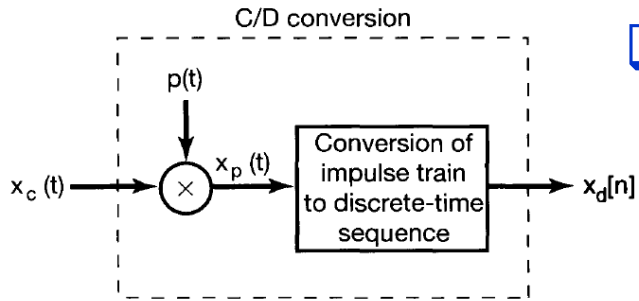 C/D conversion
p(t)
x_c (t)
×
x_p (t)
Conversion of
impulse train
to discrete-time
sequence
x_d[n]